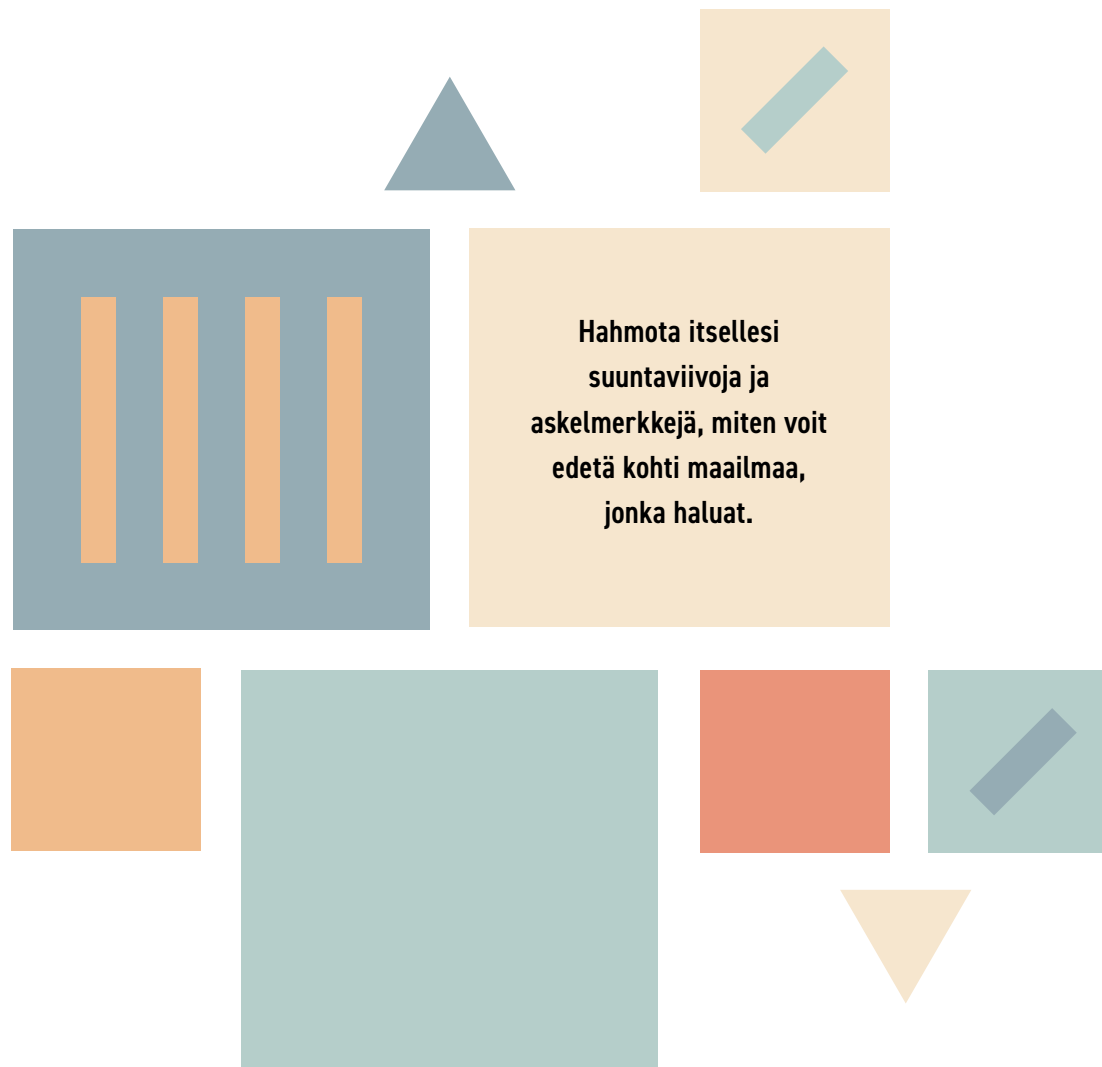 Hahmota itsellesi
suuntaviivoja ja
askelmerkkejä, miten voit
edetä kohti maailmaa,
jonka haluat.